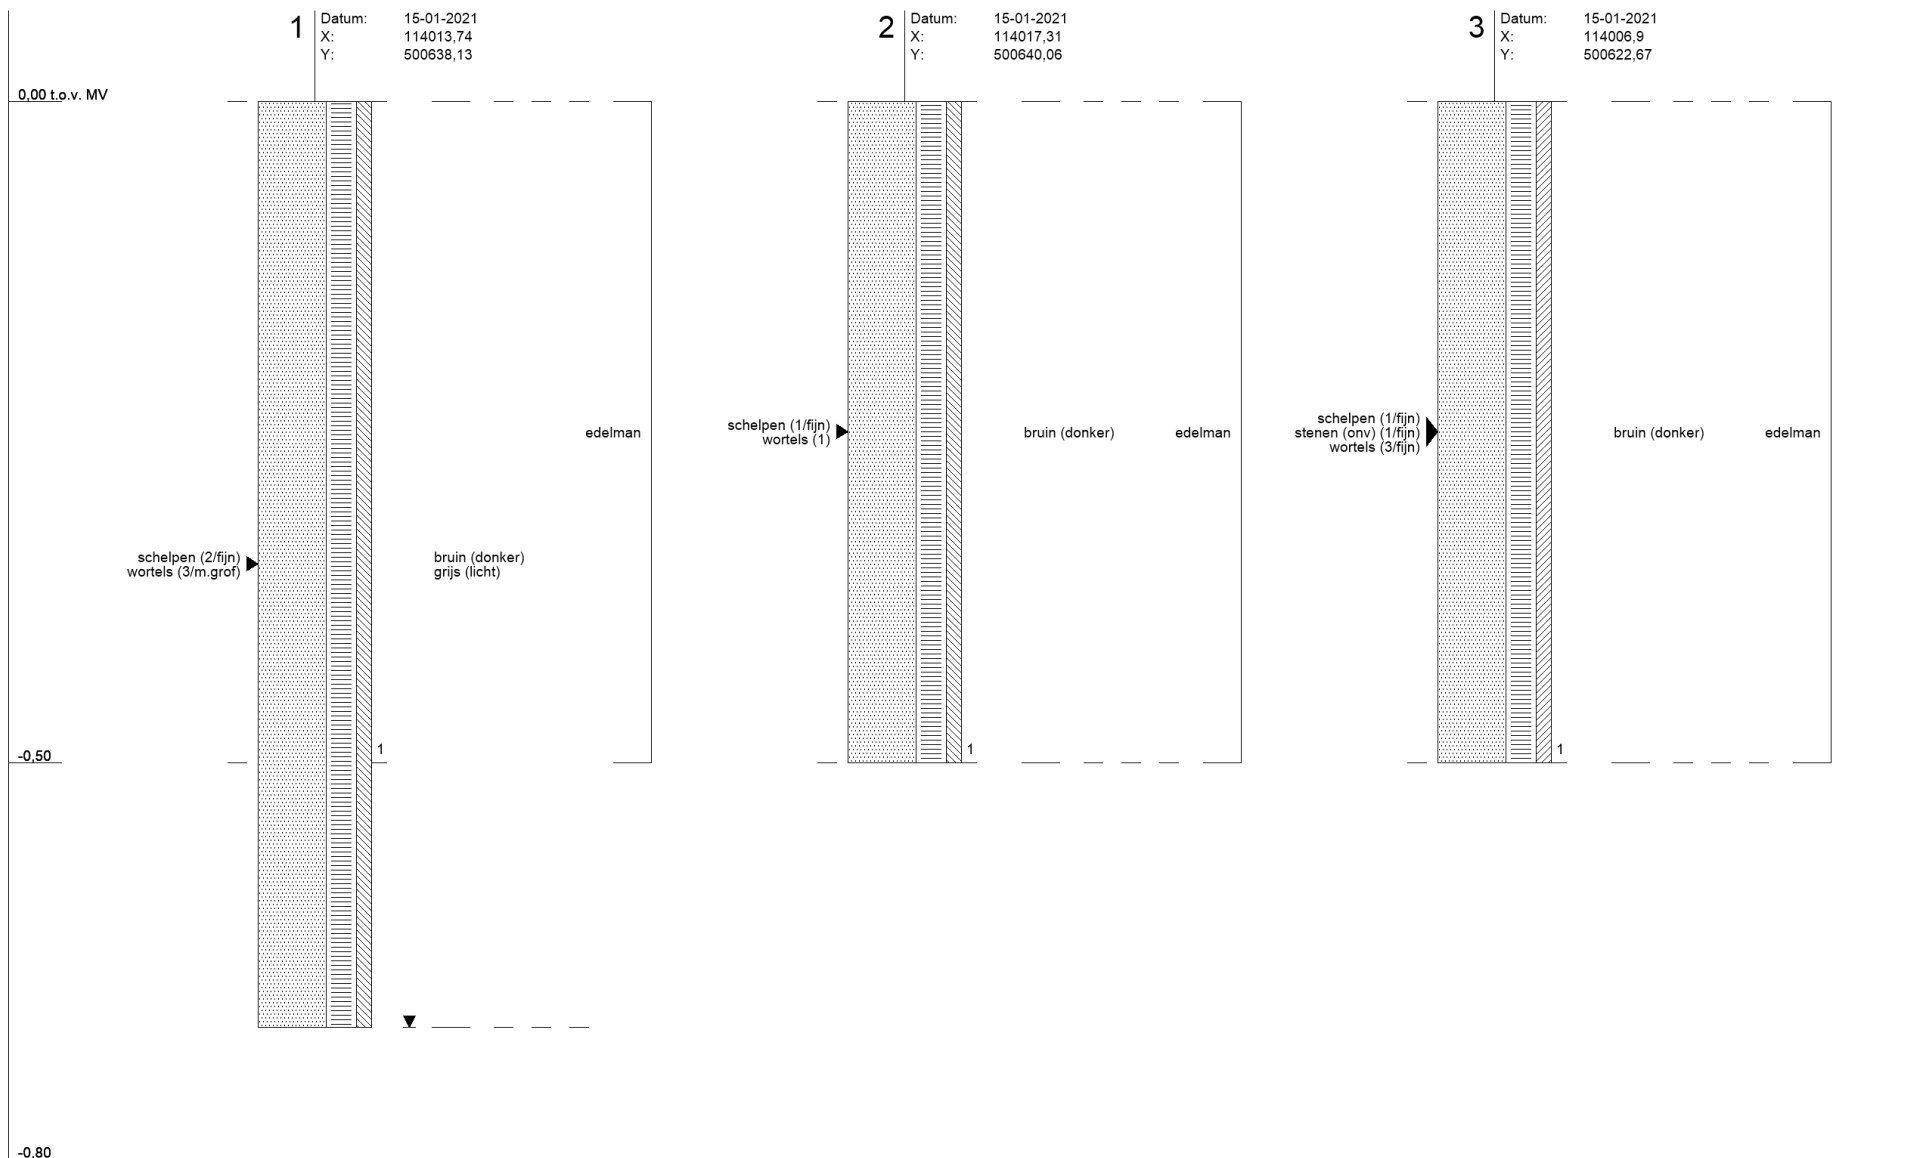 1
Datum: 15-01-2021
X: 114013,74
Y: 500638,13
2
Datum: 15-01-2021
X: 114017,31
Y: 500640,06
3
Datum: 15-01-2021
X: 114006,9
Y: 500622,67
0,00 t.o.v. MV
schelpen (2/fijn)
wortels (3/m.grof)
bruin (donker)
grijs (licht)
edelman
1
schelpen (1/fijn)
wortels (1)
bruin (donker)
edelman
1
schelpen (1/fijn)
stenen (onv) (1/fijn)
wortels (3/fijn)
bruin (donker)
edelman
1
-0,50
-0,80